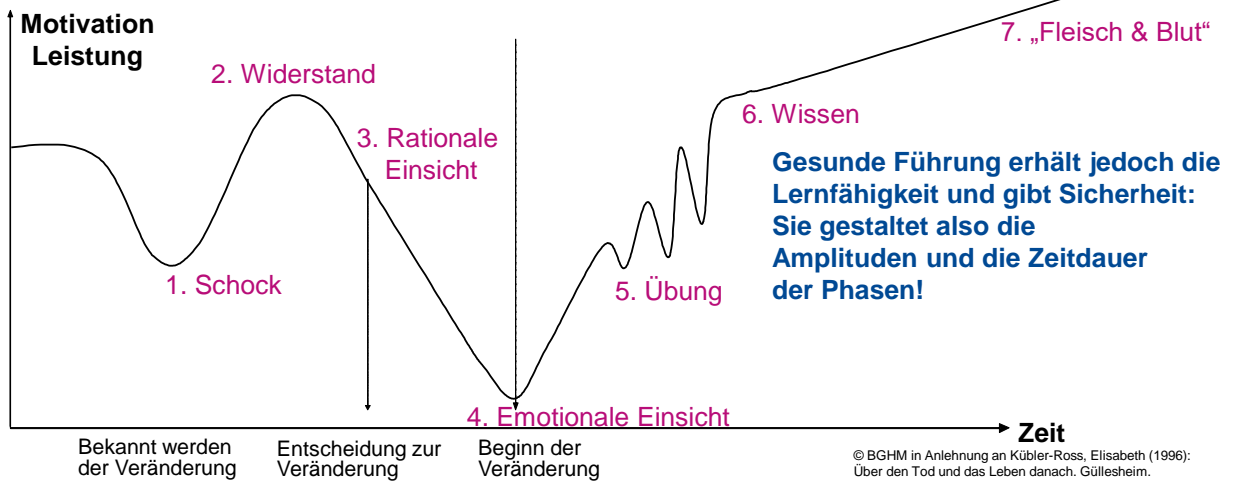 Motivation
Leistung
7. „Fleisch & Blut“
2. Widerstand
6. Wissen
3. Rationale
Einsicht
Gesunde Führung erhält jedoch die
Lernfähigkeit und gibt Sicherheit:
Sie gestaltet also die
Amplituden und die Zeitdauer
der Phasen!
1. Schock
5. Übung
4. Emotionale Einsicht
Zeit
Bekannt werden
der Veränderung
Entscheidung zur
Veränderung
Beginn der
Veränderung
© BGHM in Anlehnung an Kübler-Ross, Elisabeth (1996):
Über den Tod und das Leben danach. Güllesheim.